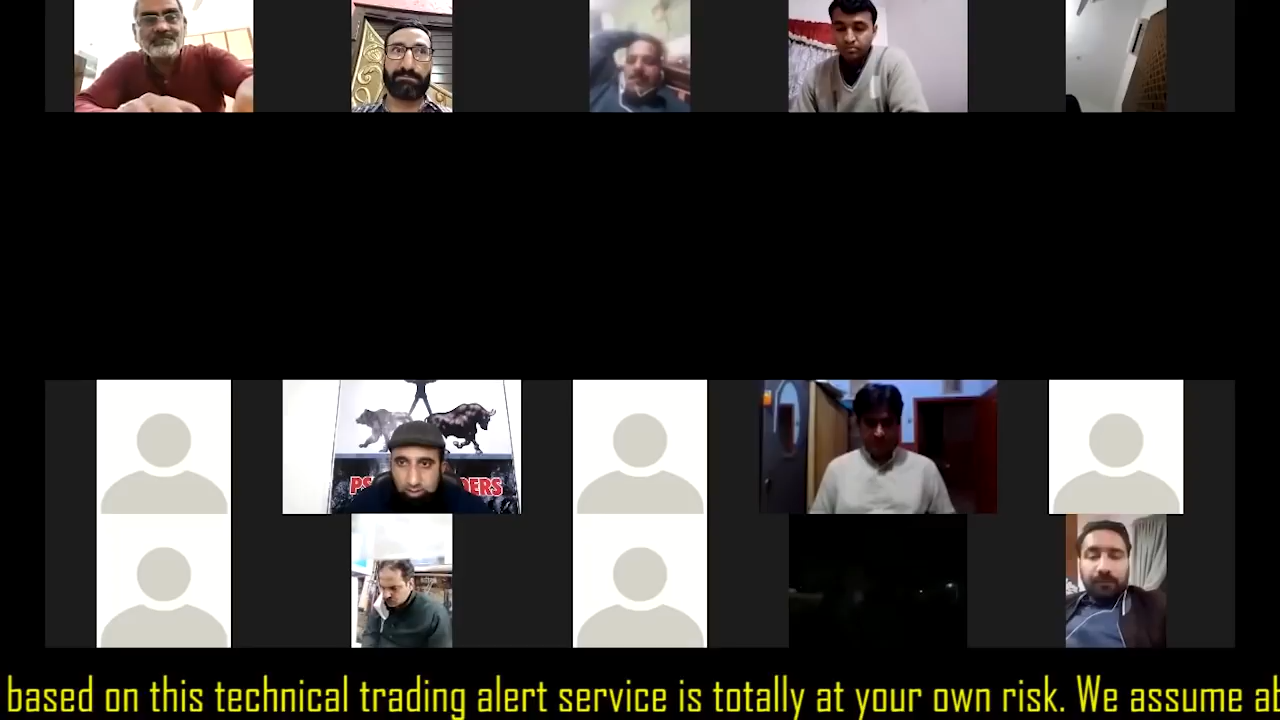 based on this technical trading alert service is totally at your own risk. We assume